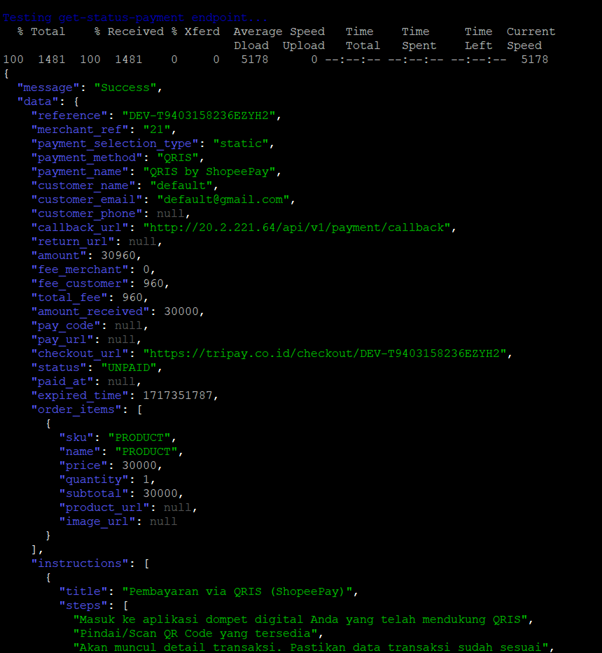 Testing get-status-payment endpoint...
  % Total    % Received % Xferd  Average Speed   Time    Time     Time  Current
                                 Dload  Upload   Total   Spent    Left  Speed
100  1481  100  1481    0     0   5178      0 --:--:-- --:--:-- --:--:--  5178
{
  "message": "Success",
  "data": {
    "reference": "DEV-T9403158236EZYH2",
    "merchant_ref": "21",
    "payment_selection_type": "static",
    "payment_method": "QRIS",
    "payment_name": "QRIS by ShopeePay",
    "customer_name": "default",
    "customer_email": "default@gmail.com",
    "customer_phone": null,
    "callback_url": "http://20.2.221.64/api/v1/payment/callback",
    "return_url": null,
    "amount": 30960,
    "fee_merchant": 0,
    "fee_customer": 960,
    "total_fee": 960,
    "amount_received": 30000,
    "pay_code": null,
    "pay_url": null,
    "checkout_url": "https://tripay.co.id/checkout/DEV-T9403158236EZYH2",
    "status": "UNPAID",
    "paid_at": null,
    "expired_time": 1717351787,
    "order_items": [
      {
        "sku": "PRODUCT",
        "name": "PRODUCT",
        "price": 30000,
        "quantity": 1,
        "subtotal": 30000,
        "product_url": null,
        "image_url": null
      }
    ],
    "instructions": [
      {
        "title": "Pembayaran via QRIS (ShopeePay)",
        "steps": [
          "Masuk ke aplikasi dompet digital Anda yang telah mendukung QRIS",
          "Pindai/Scan QR Code yang tersedia",
          "Akan muncul detail transaksi. Pastikan data transaksi sudah sesuai",